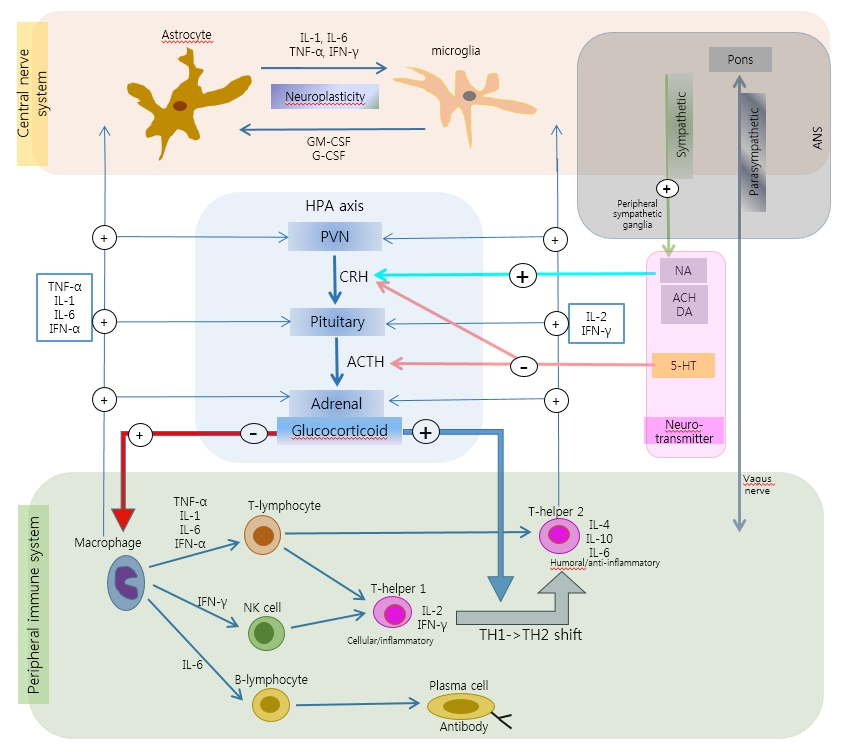 Central nerve
system
Astrocyte
IL-1, IL-6
TNF-α, IFN-γ
Neuroplasticity
GM-CSF
G-CSF
microglia
Pons
Sympathetic
Parasympathetic
ANS
+
Peripheral
sympathetic
ganglia
HPA axis
PVN
CRH
Pituitary
ACTH
Adrenal
Glucocorticoid
+
+
+
TNF-α
IL-1
IL-6
IFN-α
+
+
+
IL-2
IFN-γ
+
-
NA
ACH
DA
5-HT
Neuro-
transmitter
+
-
+
Vagus
nerve
Peripheral immune system
Macrophage
TNF-α
IL-1
IL-6
IFN-α
T-lymphocyte
IFN-γ
NK cell
IL-6
B-lymphocyte
T-helper 1
IL-2
IFN-γ
Cellular/inflammatory
T-helper 2
IL-4
IL-10
IL-6
Humoral/anti-inflammatory
TH1->TH2 shift
Plasma cell
Antibody